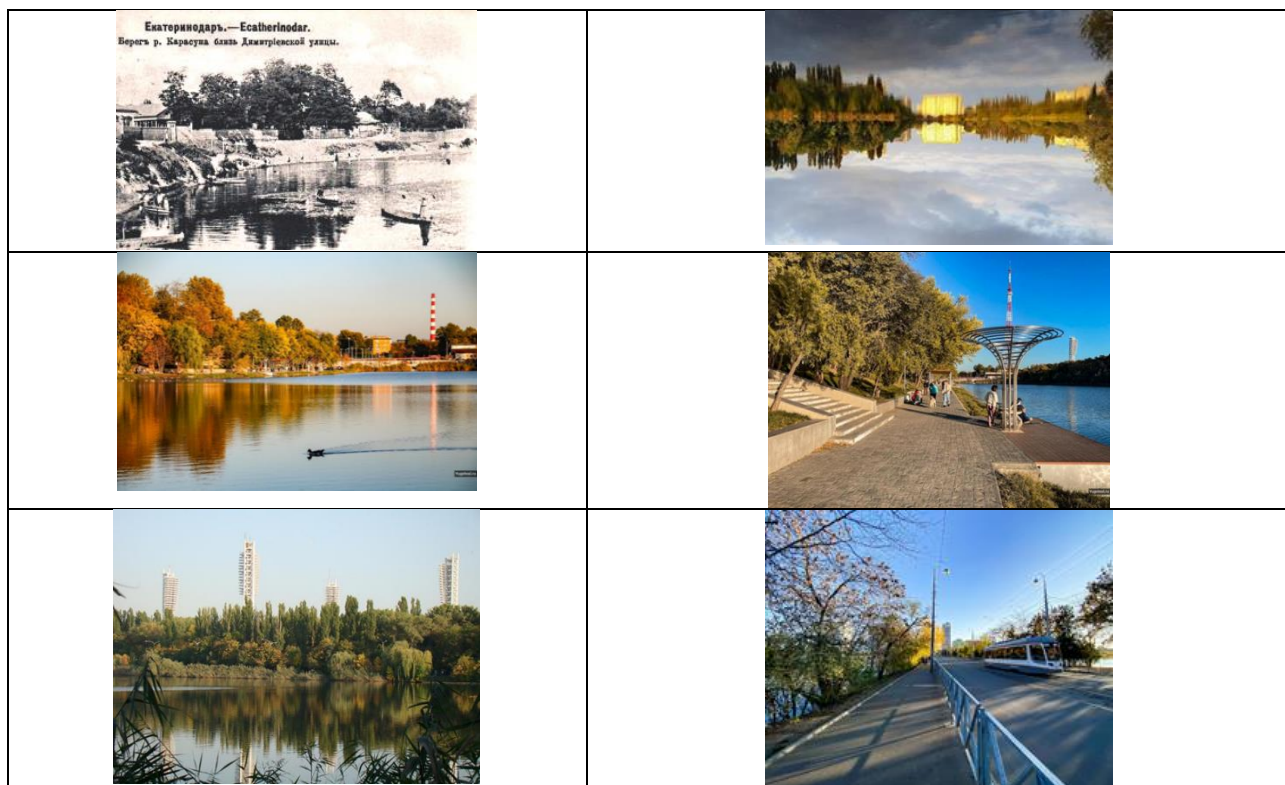 Екатеринодаръ.—Ecatherinodar.
Берегъ р. Карасуна близь Димитріевской улицы.